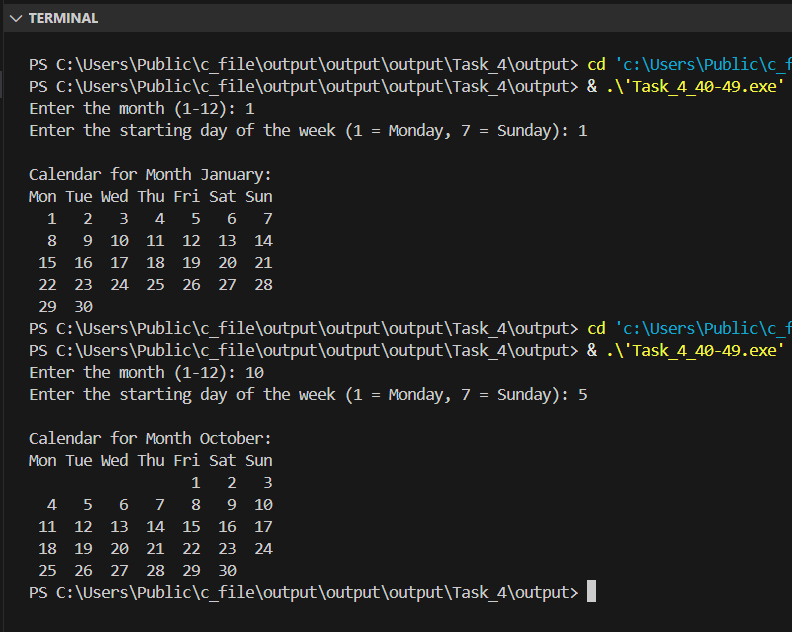 TERMINAL
PS C:\Users\Public\c_file\output\output\output\Task_4\output> cd 'c:\Users\Public\c_f
PS C:\Users\Public\c_file\output\output\output\Task_4\output> & .\'Task_4_40-49.exe'
Enter the month (1-12): 1
Enter the starting day of the week (1 = Monday, 7 = Sunday): 1
Calendar for Month January:
Mon Tue Wed Thu Fri Sat Sun
1 2 3 4 5 6 7
8 9 10 11 12 13 14
15 16 17 18 19 20 21
22 23 24 25 26 27 28
29 30
PS C:\Users\Public\c_file\output\output\output\Task_4\output> cd 'c:\Users\Public\c_f
PS C:\Users\Public\c_file\output\output\output\Task_4\output> & .\'Task_4_40-49.exe'
Enter the month (1-12): 10
Enter the starting day of the week (1 = Monday, 7 = Sunday): 5
Calendar for Month October:
Mon Tue Wed Thu Fri Sat Sun
1 2 3
4 5 6 7 8 9 10
11 12 13 14 15 16 17
18 19 20 21 22 23 24
25 26 27 28 29 30
PS C:\Users\Public\c_file\output\output\output\Task_4\output>